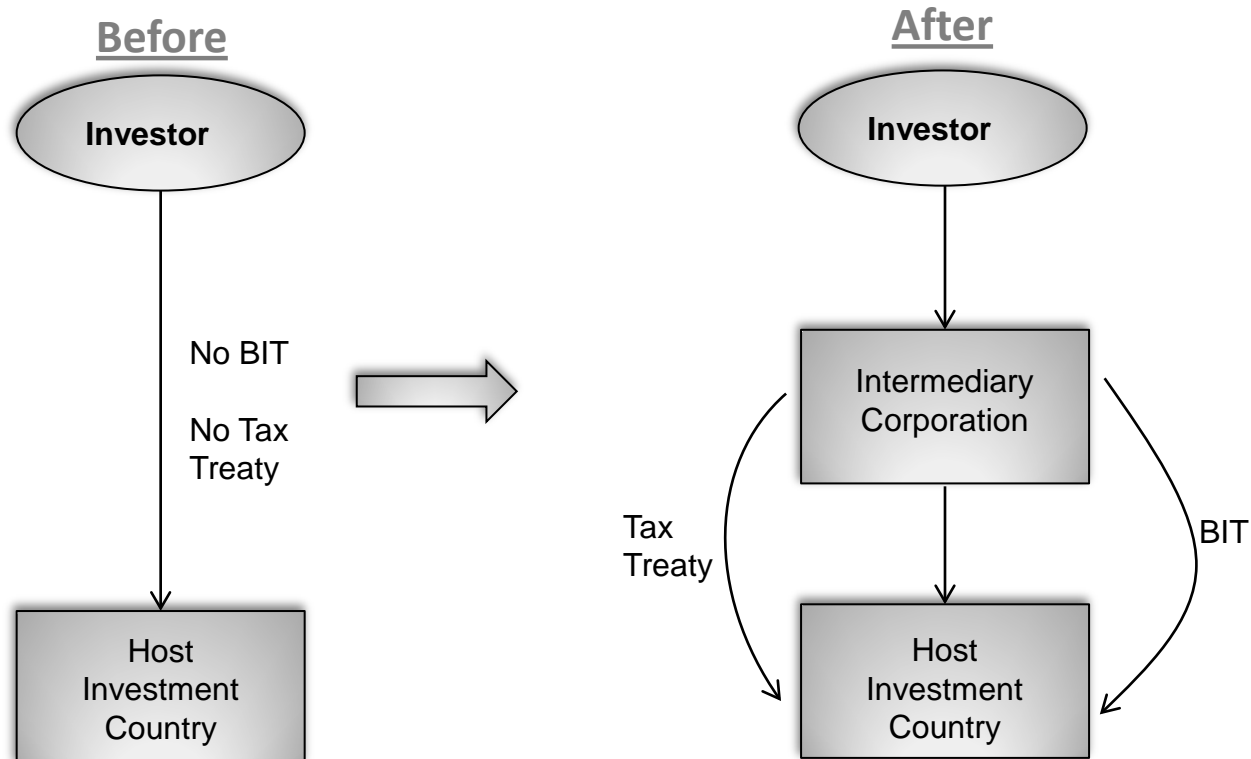 Before
Investor
No BIT
No Tax
Treaty
Host
Investment
Country
After
Investor
Intermediary
Corporation
Tax
Treaty
BIT
Host
Investment
Country